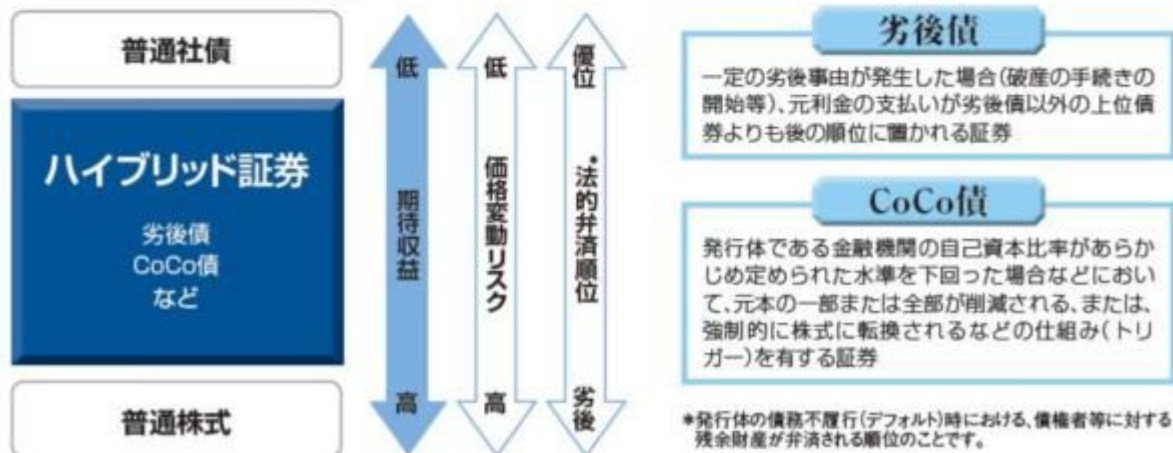 普通社債
ハイブリッド証券
劣後債
CoCo債
など
普通株式
低
期待収益
高
低
価格変動リスク
高
優位
*法的弁済順位
劣後
劣後債
一定の劣後事由が発生した場合(破産の手続きの
開始等)、元利金の支払いが劣後債以外の上位債
券よりも後の順位に置かれる証券
CoCo債
発行体である金融機関の自己資本比率があらか
じめ定められた水準を下回った場合などにおい
て、元本の一部または全部が削減される、または、
強制的に株式に転換されるなどの仕組み(トリ
ガー)を有する証券
*発行体の債務不履行(デフォルト)時における、債権者等に対する
残余財産が弁済される順位のことです。